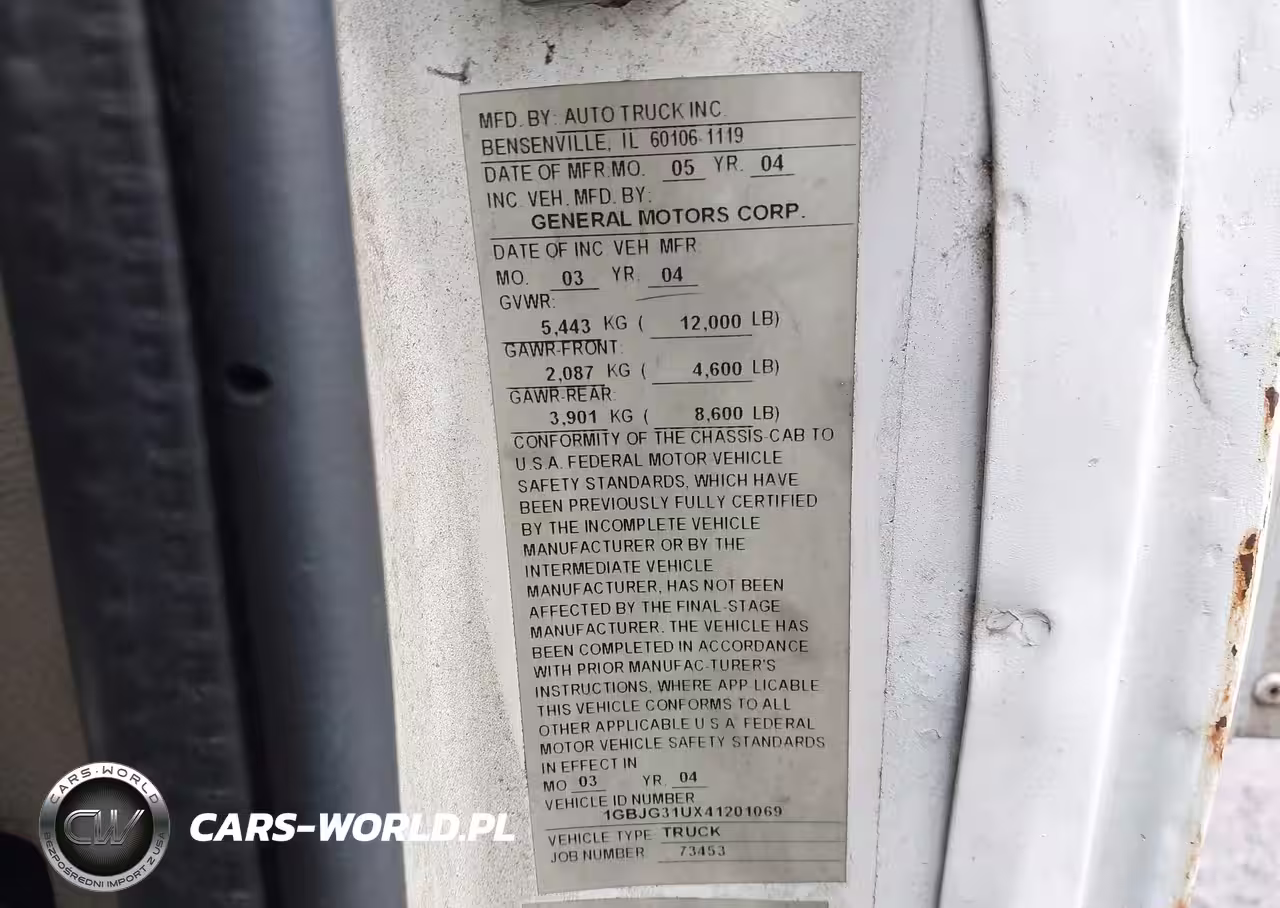 MFD. BY: AUTO TRUCK INC.
BENSENVILLE, IL 60106-1119
DATE OF MFR.MO. 05 YR. 04
INC. VEH. MFD. BY:
GENERAL MOTORS CORP.
DATE OF INC VEH MFR
MO. 03 YR. 04
GVWR:
5,443 KG ( 12,000 LB)
GAWR-FRONT:
2,087 KG ( 4,600 LB)
GAWR-REAR:
3,901 KG ( 8,600 LB)
CONFORMITY OF THE CHASSIS-CAB TO
U.S.A. FEDERAL MOTOR VEHICLE
SAFETY STANDARDS, WHICH HAVE
BEEN PREVIOUSLY FULLY CERTIFIED
BY THE INCOMPLETE VEHICLE
MANUFACTURER OR BY THE
INTERMEDIATE VEHICLE
MANUFACTURER, HAS NOT BEEN
AFFECTED BY THE FINAL-STAGE
MANUFACTURER. THE VEHICLE HAS
BEEN COMPLETED IN ACCORDANCE
WITH PRIOR MANUFAC-TURER'S
INSTRUCTIONS, WHERE APP-LICABLE
THIS VEHICLE CONFORMS TO ALL
OTHER APPLICABLE U S A FEDERAL
MOTOR VEHICLE SAFETY STANDARDS
IN EFFECT IN
MO 03 YR. 04
VEHICLE ID NUMBER
1GBJG31UX41201069
VEHICLE TYPE TRUCK
JOB NUMBER 73453
CARS-WORLD
CW
BEZPOŚREDNI IMPORT Z USA
CARS-WORLD.PL